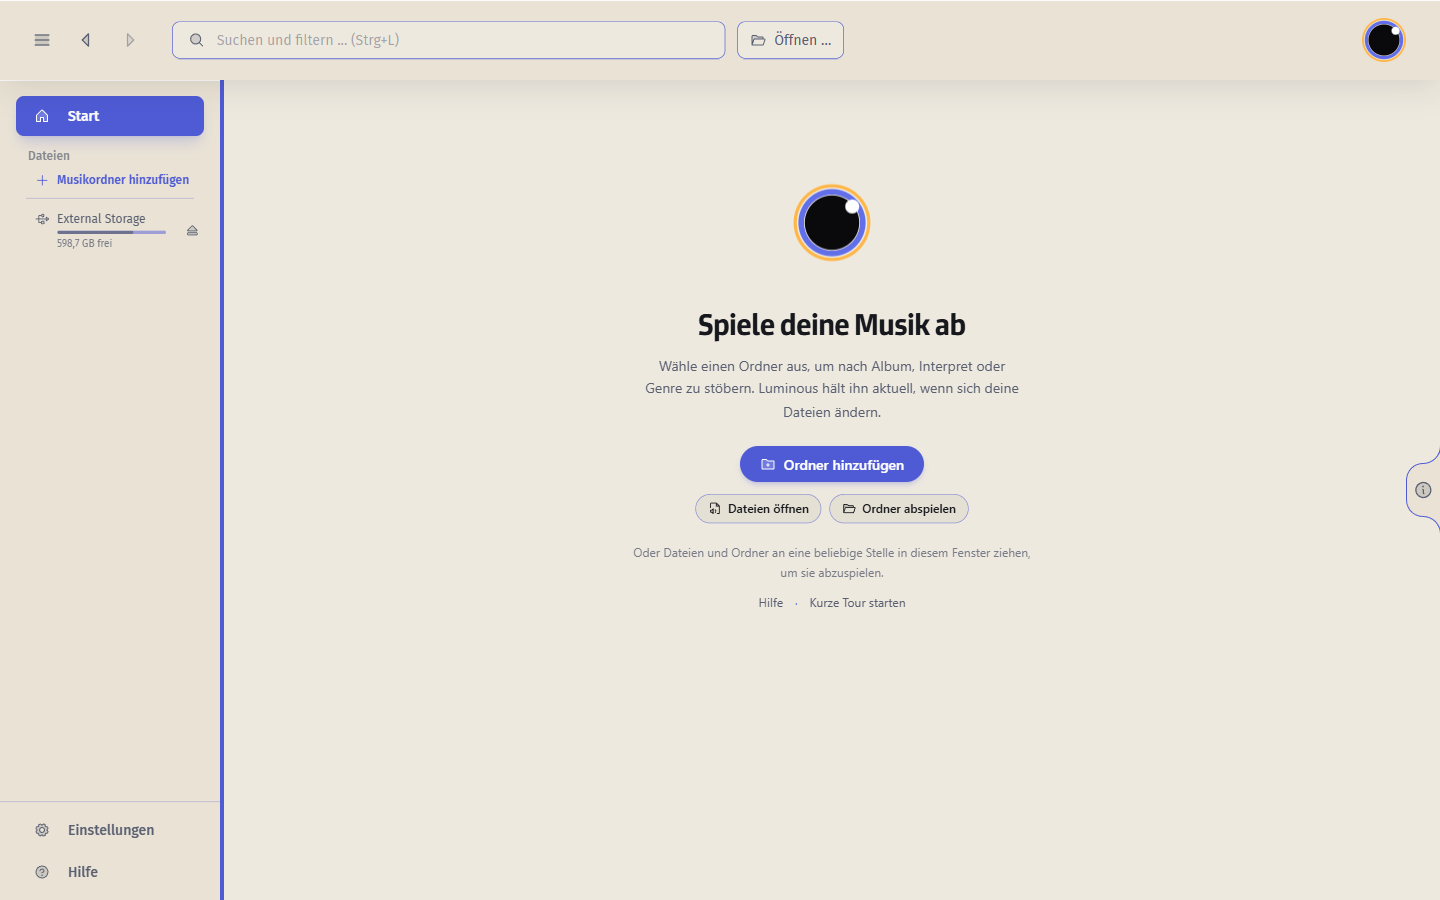 Suchen und filtern ... (Strg+L)
Öffnen ...
Start
Dateien
Musikordner hinzufügen
External Storage
598,7 GB frei
Spiele deine Musik ab
Wähle einen Ordner aus, um nach Album, Interpret oder
Genre zu stöbern. Luminous hält ihn aktuell, wenn sich deine
Dateien ändern.
Ordner hinzufügen
Dateien öffnen
Ordner abspielen
Oder Dateien und Ordner an eine beliebige Stelle in diesem Fenster ziehen,
um sie abzuspielen.
Hilfe · Kurze Tour starten
Einstellungen
Hilfe